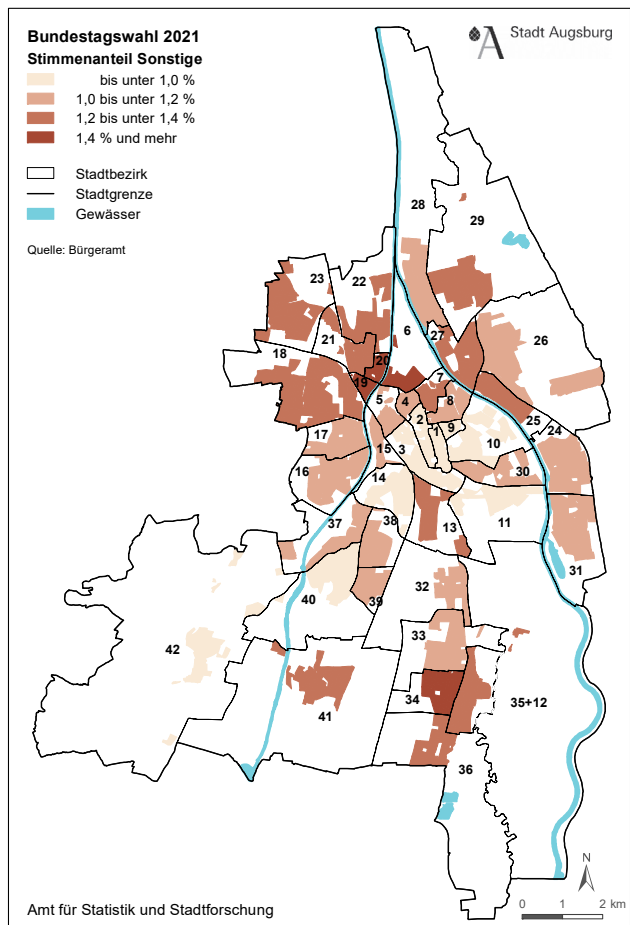 Bundestagswahl 2021
Stimmenanteil Sonstige
bis unter 1,0 %
1,0 bis unter 1,2 %
1,2 bis unter 1,4 %
1,4 % und mehr
Stadtbezirk
Stadtgrenze
Gewässer
Quelle: Bürgeramt
Stadt Augsburg
28
29
23
22
6
27
26
21
18
20
19
7
5
4
8
2
1
9
25
24
17
15
3
10
16
14
30
37
38
13
11
31
32
40
39
33
42
34
35+12
41
36
N
0 1 2 km
Amt für Statistik und Stadtforschung